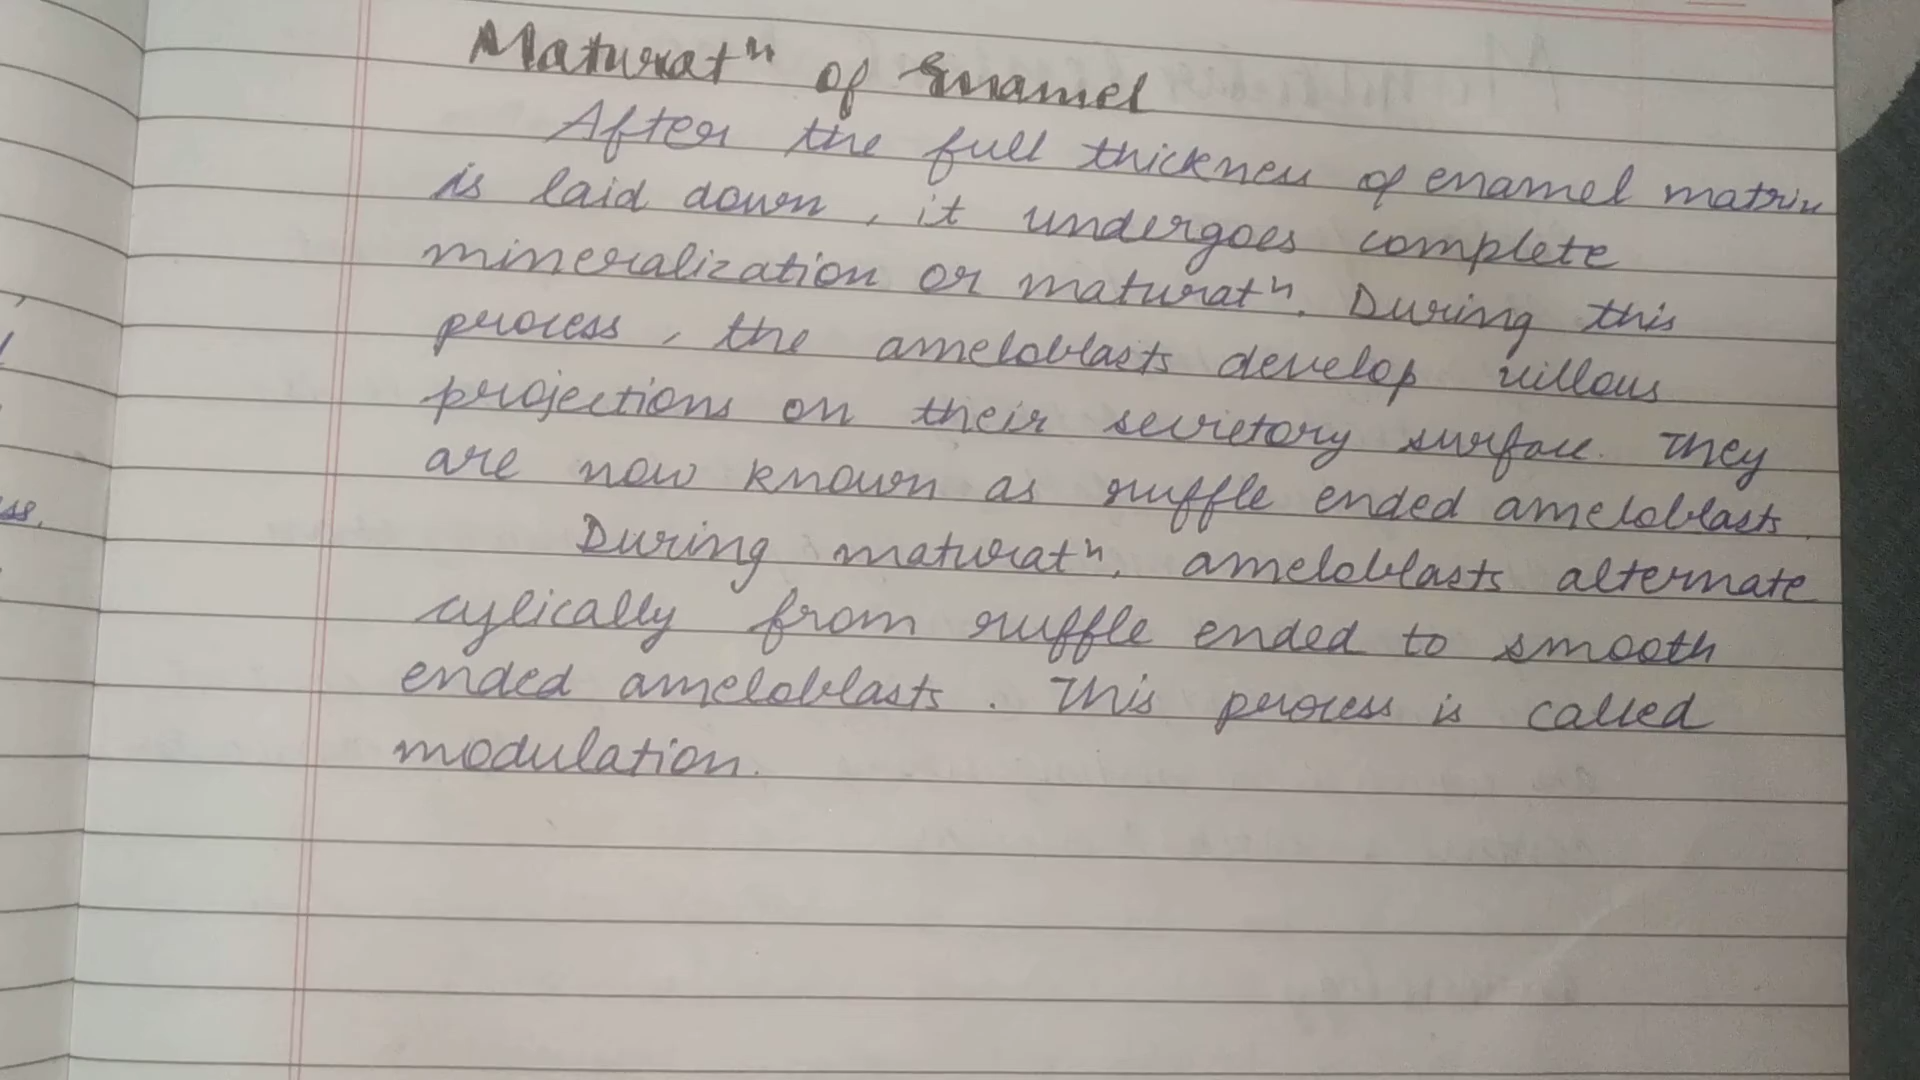 Maturatⁿ of Enamel
After the full thickness of enamel matrix
is laid down, it undergoes complete
mineralization or maturatⁿ. During this
process, the ameloblasts develop villous
projections on their secretory surface. They
are now known as ruffle ended ameloblasts.
During maturatⁿ, ameloblasts alternate
cylically from ruffle ended to smooth
ended ameloblasts. This process is called
modulation.